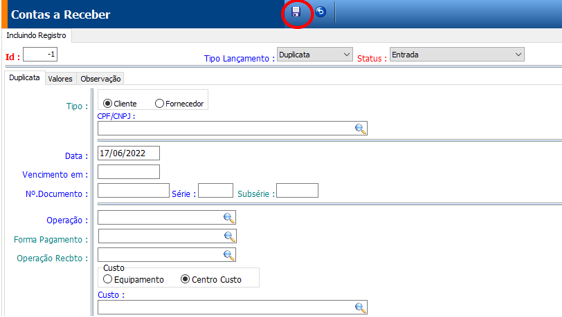 Contas a Receber
Incluindo Registro
Id : -1 Tipo Lançamento : Duplicata Status : Entrada
Duplicata Valores Observação
Tipo : Cliente Fornecedor
CPF/CNPJ :
Data : 17/06/2022
Vencimento em :
Nº.Documento : Série : Subsérie :
Operação :
Forma Pagamento :
Operação Recbto :
Custo
Equipamento Centro Custo
Custo :